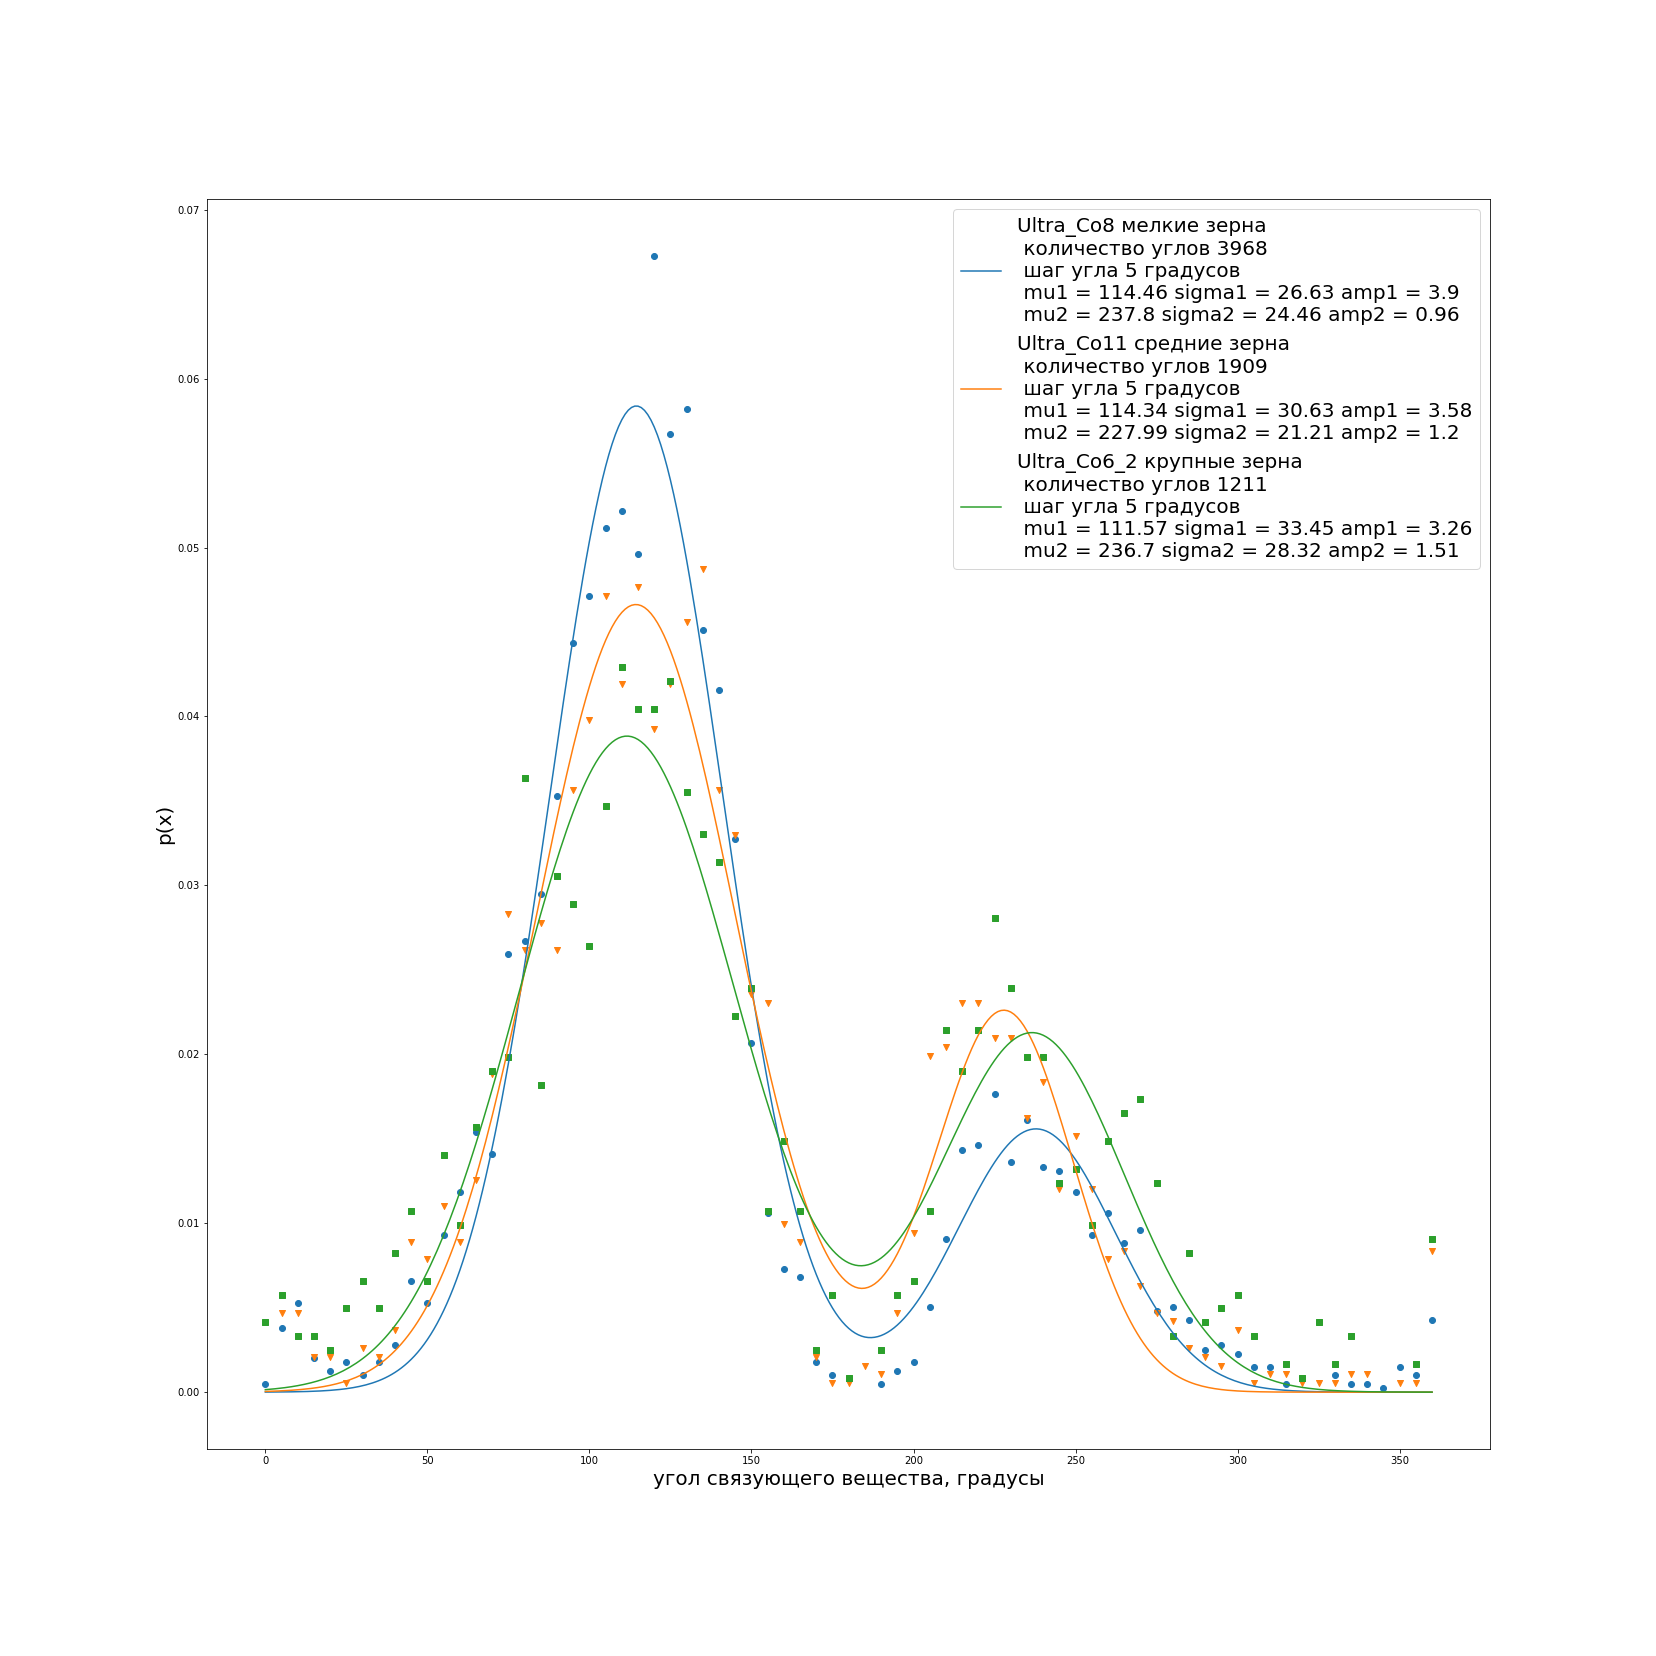 Ultra_Co8 мелкие зерна
количество углов 3968
шаг угла 5 градусов
mu1 = 114.46 sigma1 = 26.63 amp1 = 3.9
mu2 = 237.8 sigma2 = 24.46 amp2 = 0.96
Ultra_Co11 средние зерна
количество углов 1909
шаг угла 5 градусов
mu1 = 114.34 sigma1 = 30.63 amp1 = 3.58
mu2 = 227.99 sigma2 = 21.21 amp2 = 1.2
Ultra_Co6_2 крупные зерна
количество углов 1211
шаг угла 5 градусов
mu1 = 111.57 sigma1 = 33.45 amp1 = 3.26
mu2 = 236.7 sigma2 = 28.32 amp2 = 1.51
0.07
0.06
0.05
0.04
0.03
0.02
0.01
0.00
p(x)
0 50 100 150 200 250 300 350
угол связующего вещества, градусы